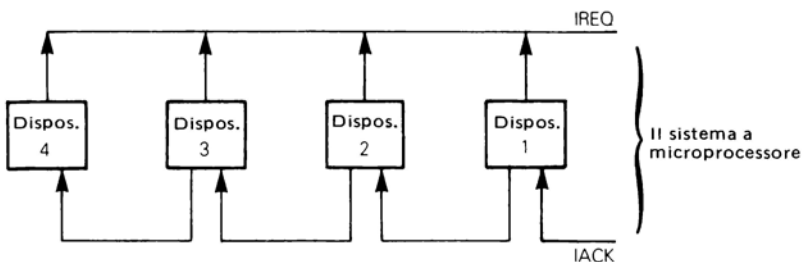 IREQ
Dispos.
4
Dispos.
3
Dispos.
2
Dispos.
1
Il sistema a
microprocessore
IACK